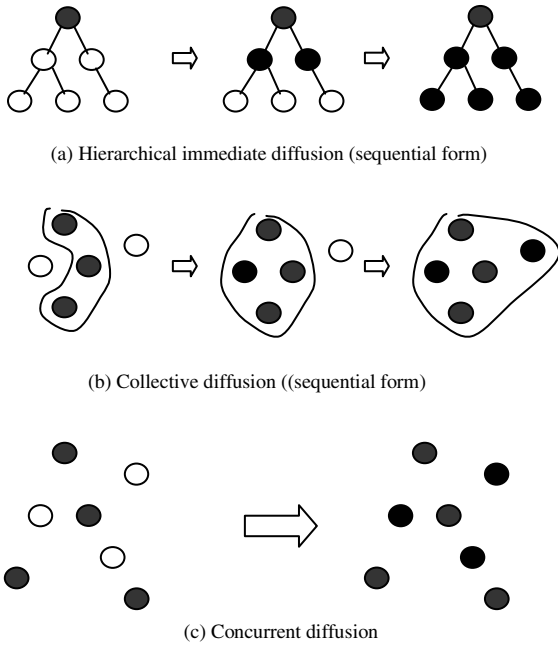 (a) Hierarchical immediate diffusion (sequential form)
(b) Collective diffusion ((sequential form)
(c) Concurrent diffusion